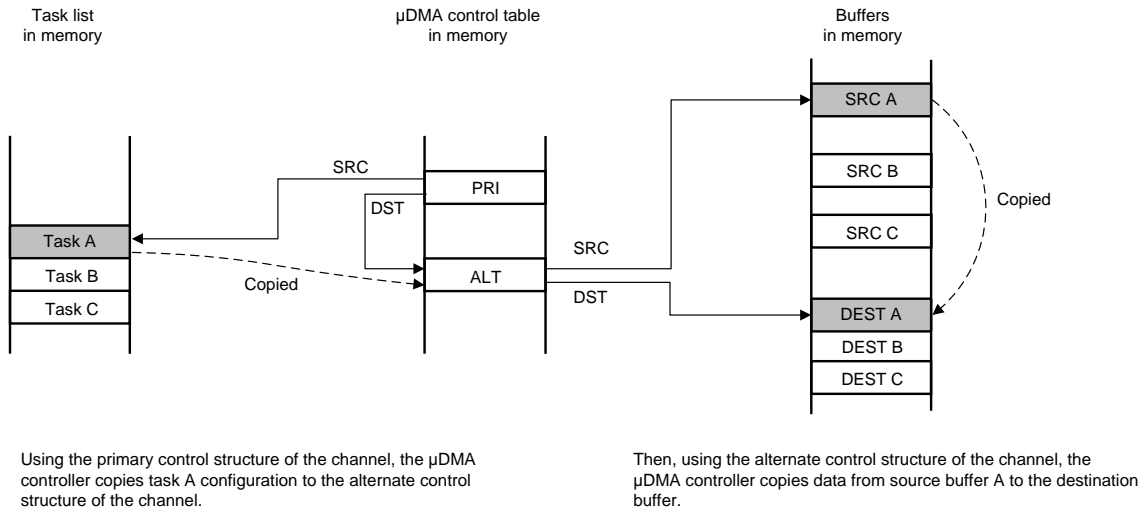 Task list
in memory
µDMA control table
in memory
Buffers
in memory
SRC A
SRC
PRI
SRC B
Copied
DST
SRC C
Task A
SRC
Task B
Copied
ALT
DST
Task C
DEST A
DEST B
DEST C
Using the primary control structure of the channel, the µDMA
controller copies task A configuration to the alternate control
structure of the channel.
Then, using the alternate control structure of the channel, the
µDMA controller copies data from source buffer A to the destination
buffer.